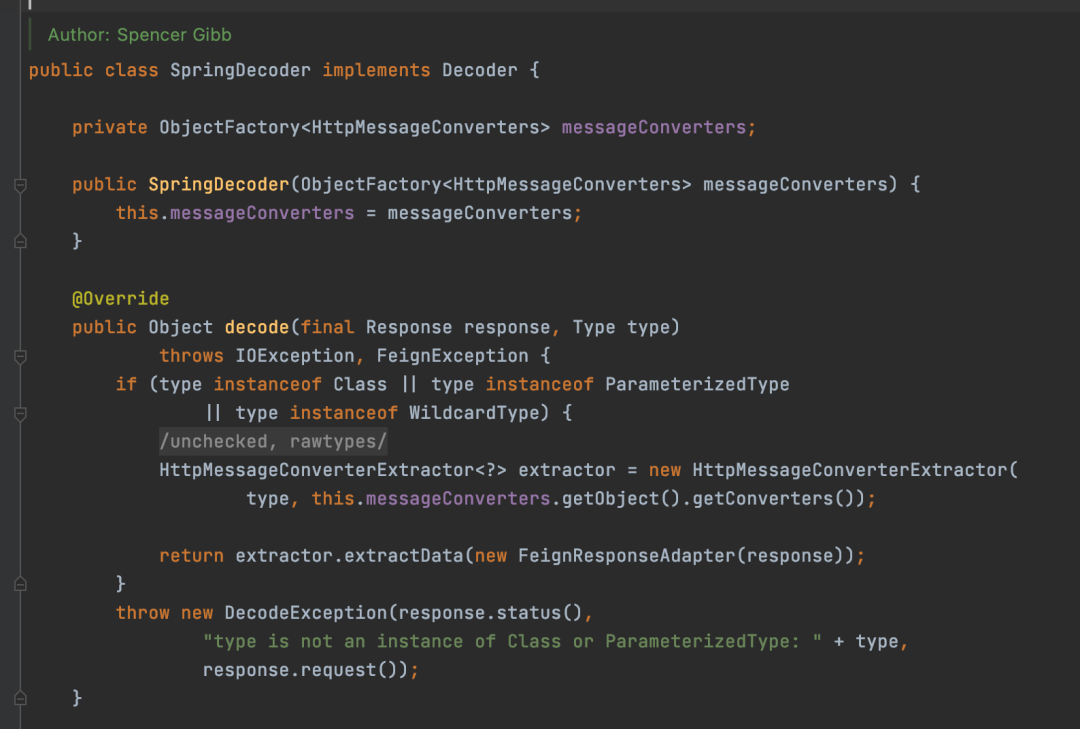 Author: Spencer Gibb
public class SpringDecoder implements Decoder {
private ObjectFactory<HttpMessageConverters> messageConverters;
public SpringDecoder(ObjectFactory<HttpMessageConverters> messageConverters) {
this.messageConverters = messageConverters;
}
@Override
public Object decode(final Response response, Type type)
throws IOException, FeignException {
if (type instanceof Class || type instanceof ParameterizedType
|| type instanceof WildcardType) {
/unchecked, rawtypes/
HttpMessageConverterExtractor<?> extractor = new HttpMessageConverterExtractor(
type, this.messageConverters.getObject().getConverters());
return extractor.extractData(new FeignResponseAdapter(response));
}
throw new DecodeException(response.status(),
"type is not an instance of Class or ParameterizedType: " + type,
response.request());
}